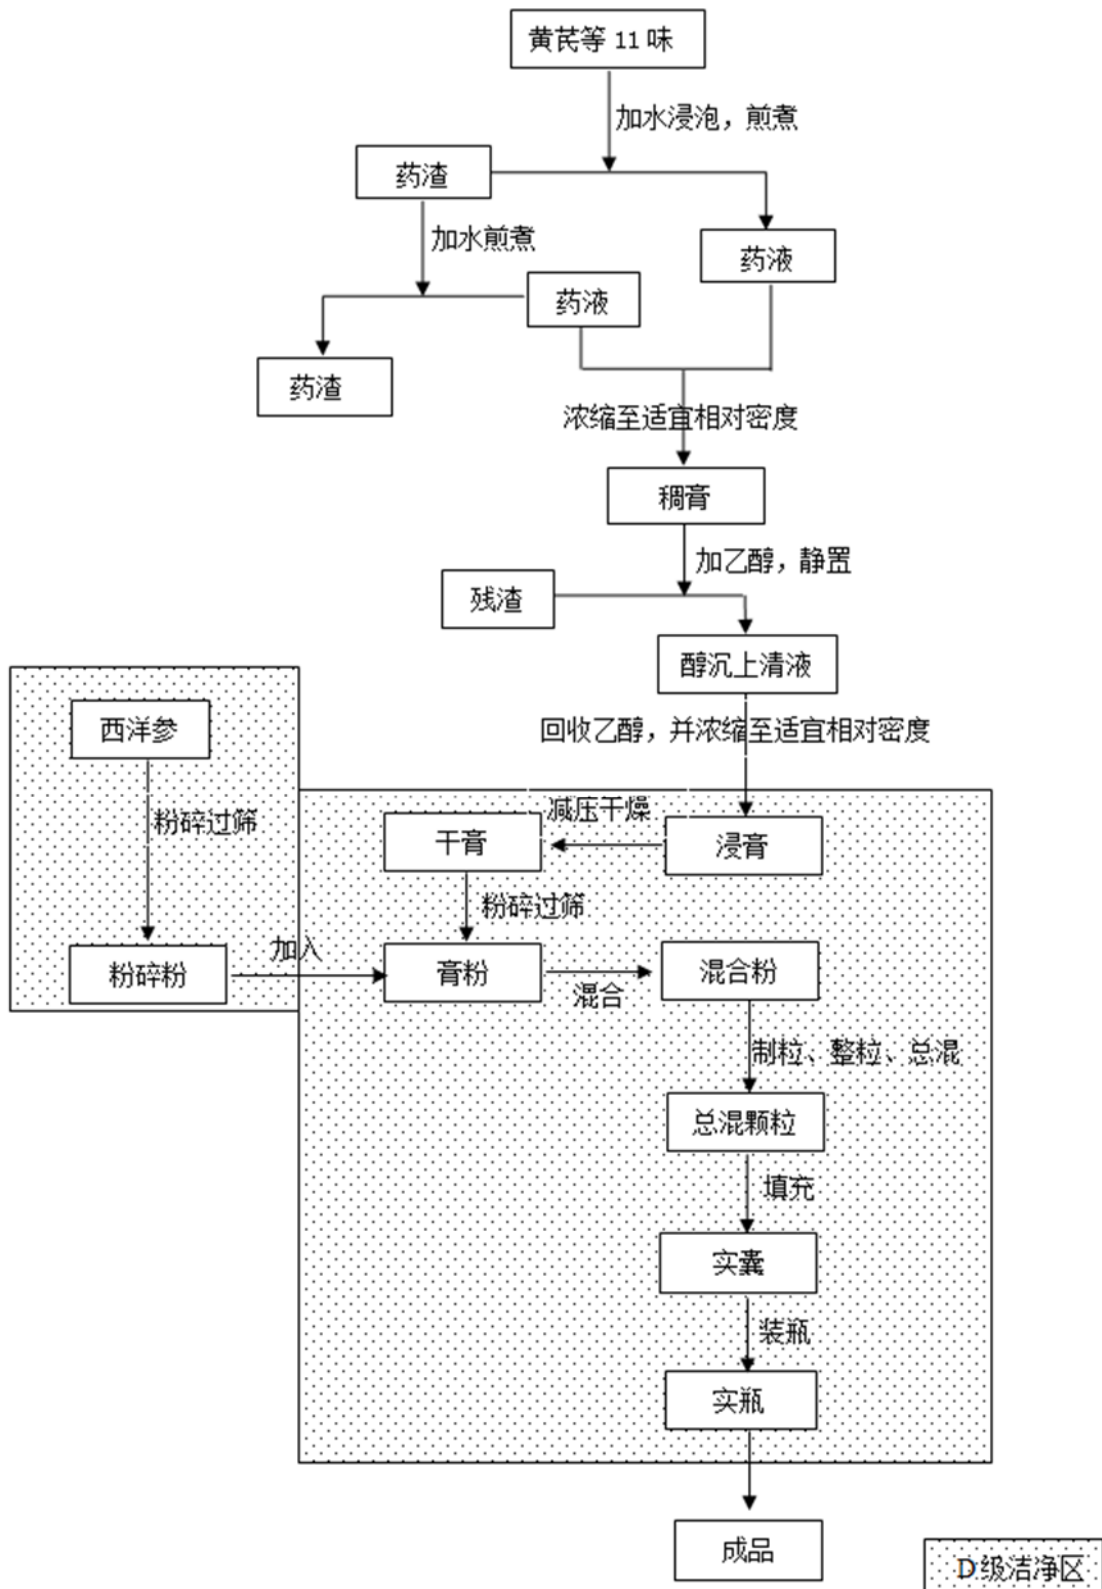 黄芪等 11 味
加水浸泡，煎煮
药渣
加水煎煮
药液
药液
药渣
浓缩至适宜相对密度
稠膏
加乙醇，静置
残渣
醇沉上清液
西洋参
回收乙醇，并浓缩至适宜相对密度
减压干燥
粉碎过筛
干膏
浸膏
粉碎过筛
加入
粉碎粉
膏粉
混合
混合粉
制粒、整粒、总混
总混颗粒
填充
实囊
装瓶
实瓶
成品
D 级洁净区